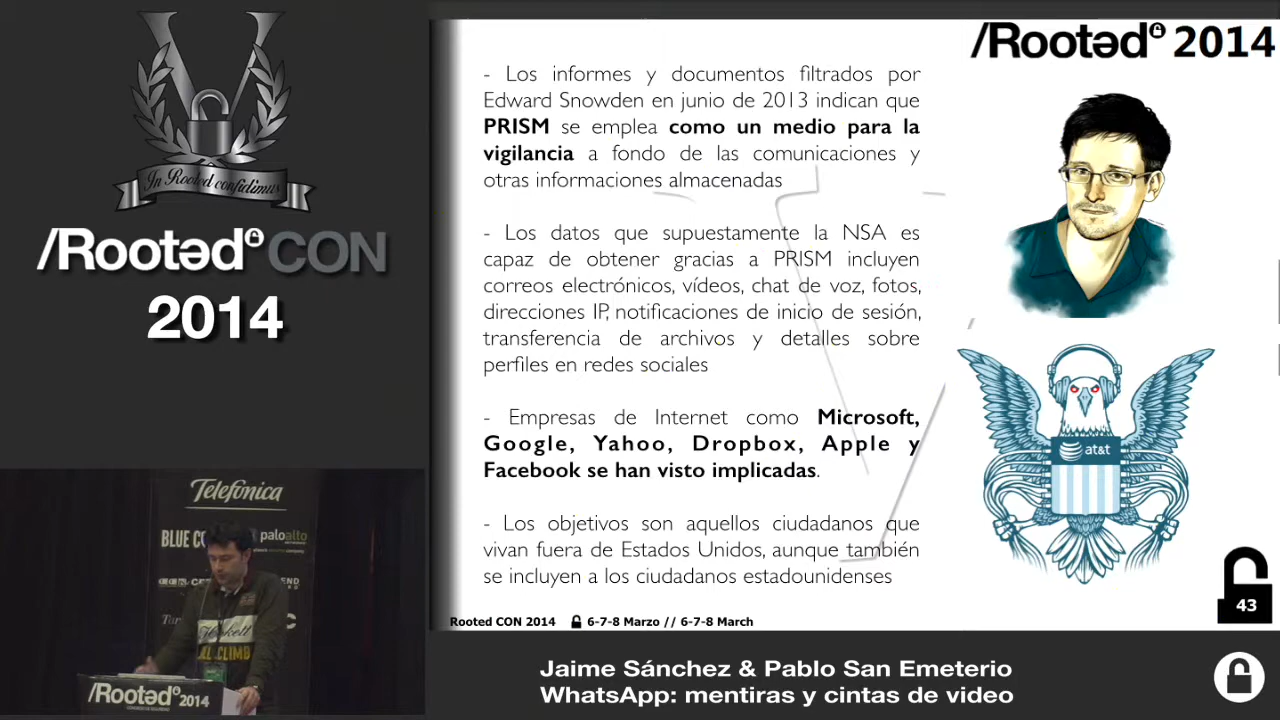 In Rooted confidimus
/RootədCON
2014
/Rootəd 2014
- Los informes y documentos filtrados por
Edward Snowden en junio de 2013 indican que
PRISM se emplea como un medio para la
vigilancia a fondo de las comunicaciones y
otras informaciones almacenadas
- Los datos que supuestamente la NSA es
capaz de obtener gracias a PRISM incluyen
correos electrónicos, vídeos, chat de voz, fotos,
direcciones IP, notificaciones de inicio de sesión,
transferencia de archivos y detalles sobre
perfiles en redes sociales
- Empresas de Internet como Microsoft,
Google, Yahoo, Dropbox, Apple y
Facebook se han visto implicadas.
- Los objetivos son aquellos ciudadanos que
vivan fuera de Estados Unidos, aunque también
se incluyen a los ciudadanos estadounidenses
at&t
43
Rooted CON 2014 6-7-8 Marzo // 6-7-8 March
Telefónica
BLUE
paloalto
/Rootəd 2014
Jaime Sánchez & Pablo San Emeterio
WhatsApp: mentiras y cintas de video